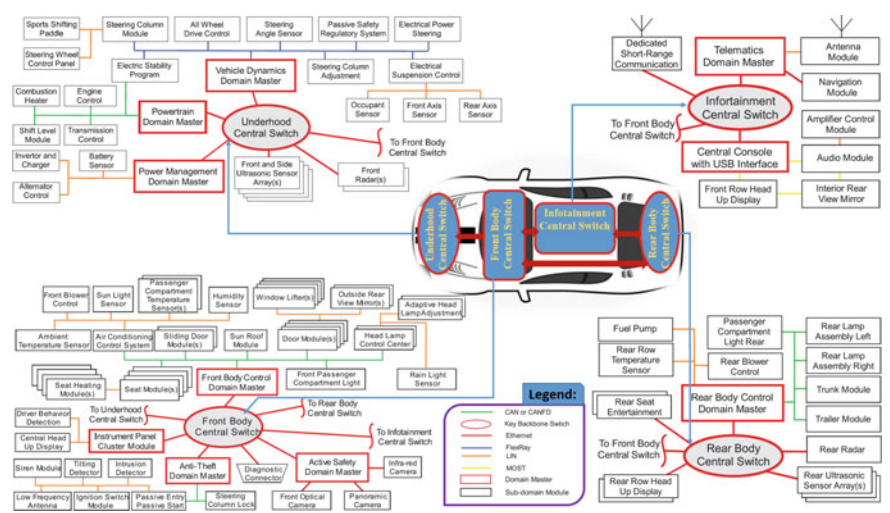 Sports Shifting
Paddle
Steering Column
Module
All Wheel
Drive Control
Steering
Angle Sensor
Passive Safety
Regulatory System
Electrical Power
Steering
Steering Wheel
Control Panel
Electric Stability
Program
Vehicle Dynamics
Domain Master
Steering Column
Adjustment
Electrical
Suspension Control
Combustion
Heater
Engine
Control
Powertrain
Domain Master
Underhood
Central Switch
Occupant
Sensor
Front Axis
Sensor
Rear Axis
Sensor
Shift Level
Module
Transmission
Control
To Front Body
Central Switch
Invertor and
Charger
Battery
Sensor
Power Management
Domain Master
Front and Side
Ultrasonic Sensor
Array(s)
Front
Radar(s)
Alternator
Control
Dedicated
Short-Range
Communication
Telematics
Domain Master
Antenna
Module
Navigation
Module
Infortainment
Central Switch
To Front Body
Central Switch
Amplifier Control
Module
Central Console
with USB Interface
Audio Module
Front Row Head
Up Display
Interior Rear
View Mirror
Underhood
Central Switch
Front Body
Central Switch
Infotainment
Central Switch
Rear Body
Central Switch
Front Blower
Control
Sun Light
Sensor
Passenger
Compartment
Temperature
Sensor(s)
Humidity
Sensor
Window Lifter(s)
Outside Rear
View Mirror(s)
Adaptive Head
LampAdjustment
Ambient
Temperature Sensor
Air Conditioning
Control System
Sliding Door
Module(s)
Sun Roof
Module
Door Module(s)
Head Lamp
Control Center
Seat Heating
Module(s)
Seat Module(s)
Front Body Control
Domain Master
Front Passenger
Compartment Light
Rain Light
Sensor
To Underhood
Central Switch
To Rear Body
Central Switch
Driver Behavior
Detection
Instrument Panel
Cluster Module
Front Body
Central Switch
To Infotainment
Central Switch
Central Head
Up Display
Siren Module
Tilting
Detector
Intrusion
Detector
Anti-Theft
Domain Master
Diagnostic
Connector
Active Safety
Domain Master
Infra-red
Camera
Low Frequency
Antenna
Ignition Switch
Module
Passive Entry
Passive Start
Steering
Column Lock
Front Optical
Camera
Panoramic
Camera
Legend:
CAN or CANFD
Key Backbone Switch
Ethernet
FlexRay
LIN
MOST
Domain Master
Sub-domain Module
Fuel Pump
Passenger
Compartment
Light Rear
Rear Lamp
Assembly Left
Rear Row
Temperature
Sensor
Rear Blower
Control
Rear Lamp
Assembly Right
Rear Seat
Entertainment
Rear Body Control
Domain Master
Trunk Module
Trailer Module
To Front Body
Central Switch
Rear Body
Central Switch
Rear Radar
Rear Row Head
Up Display
Rear Ultrasonic
Sensor Array(s)